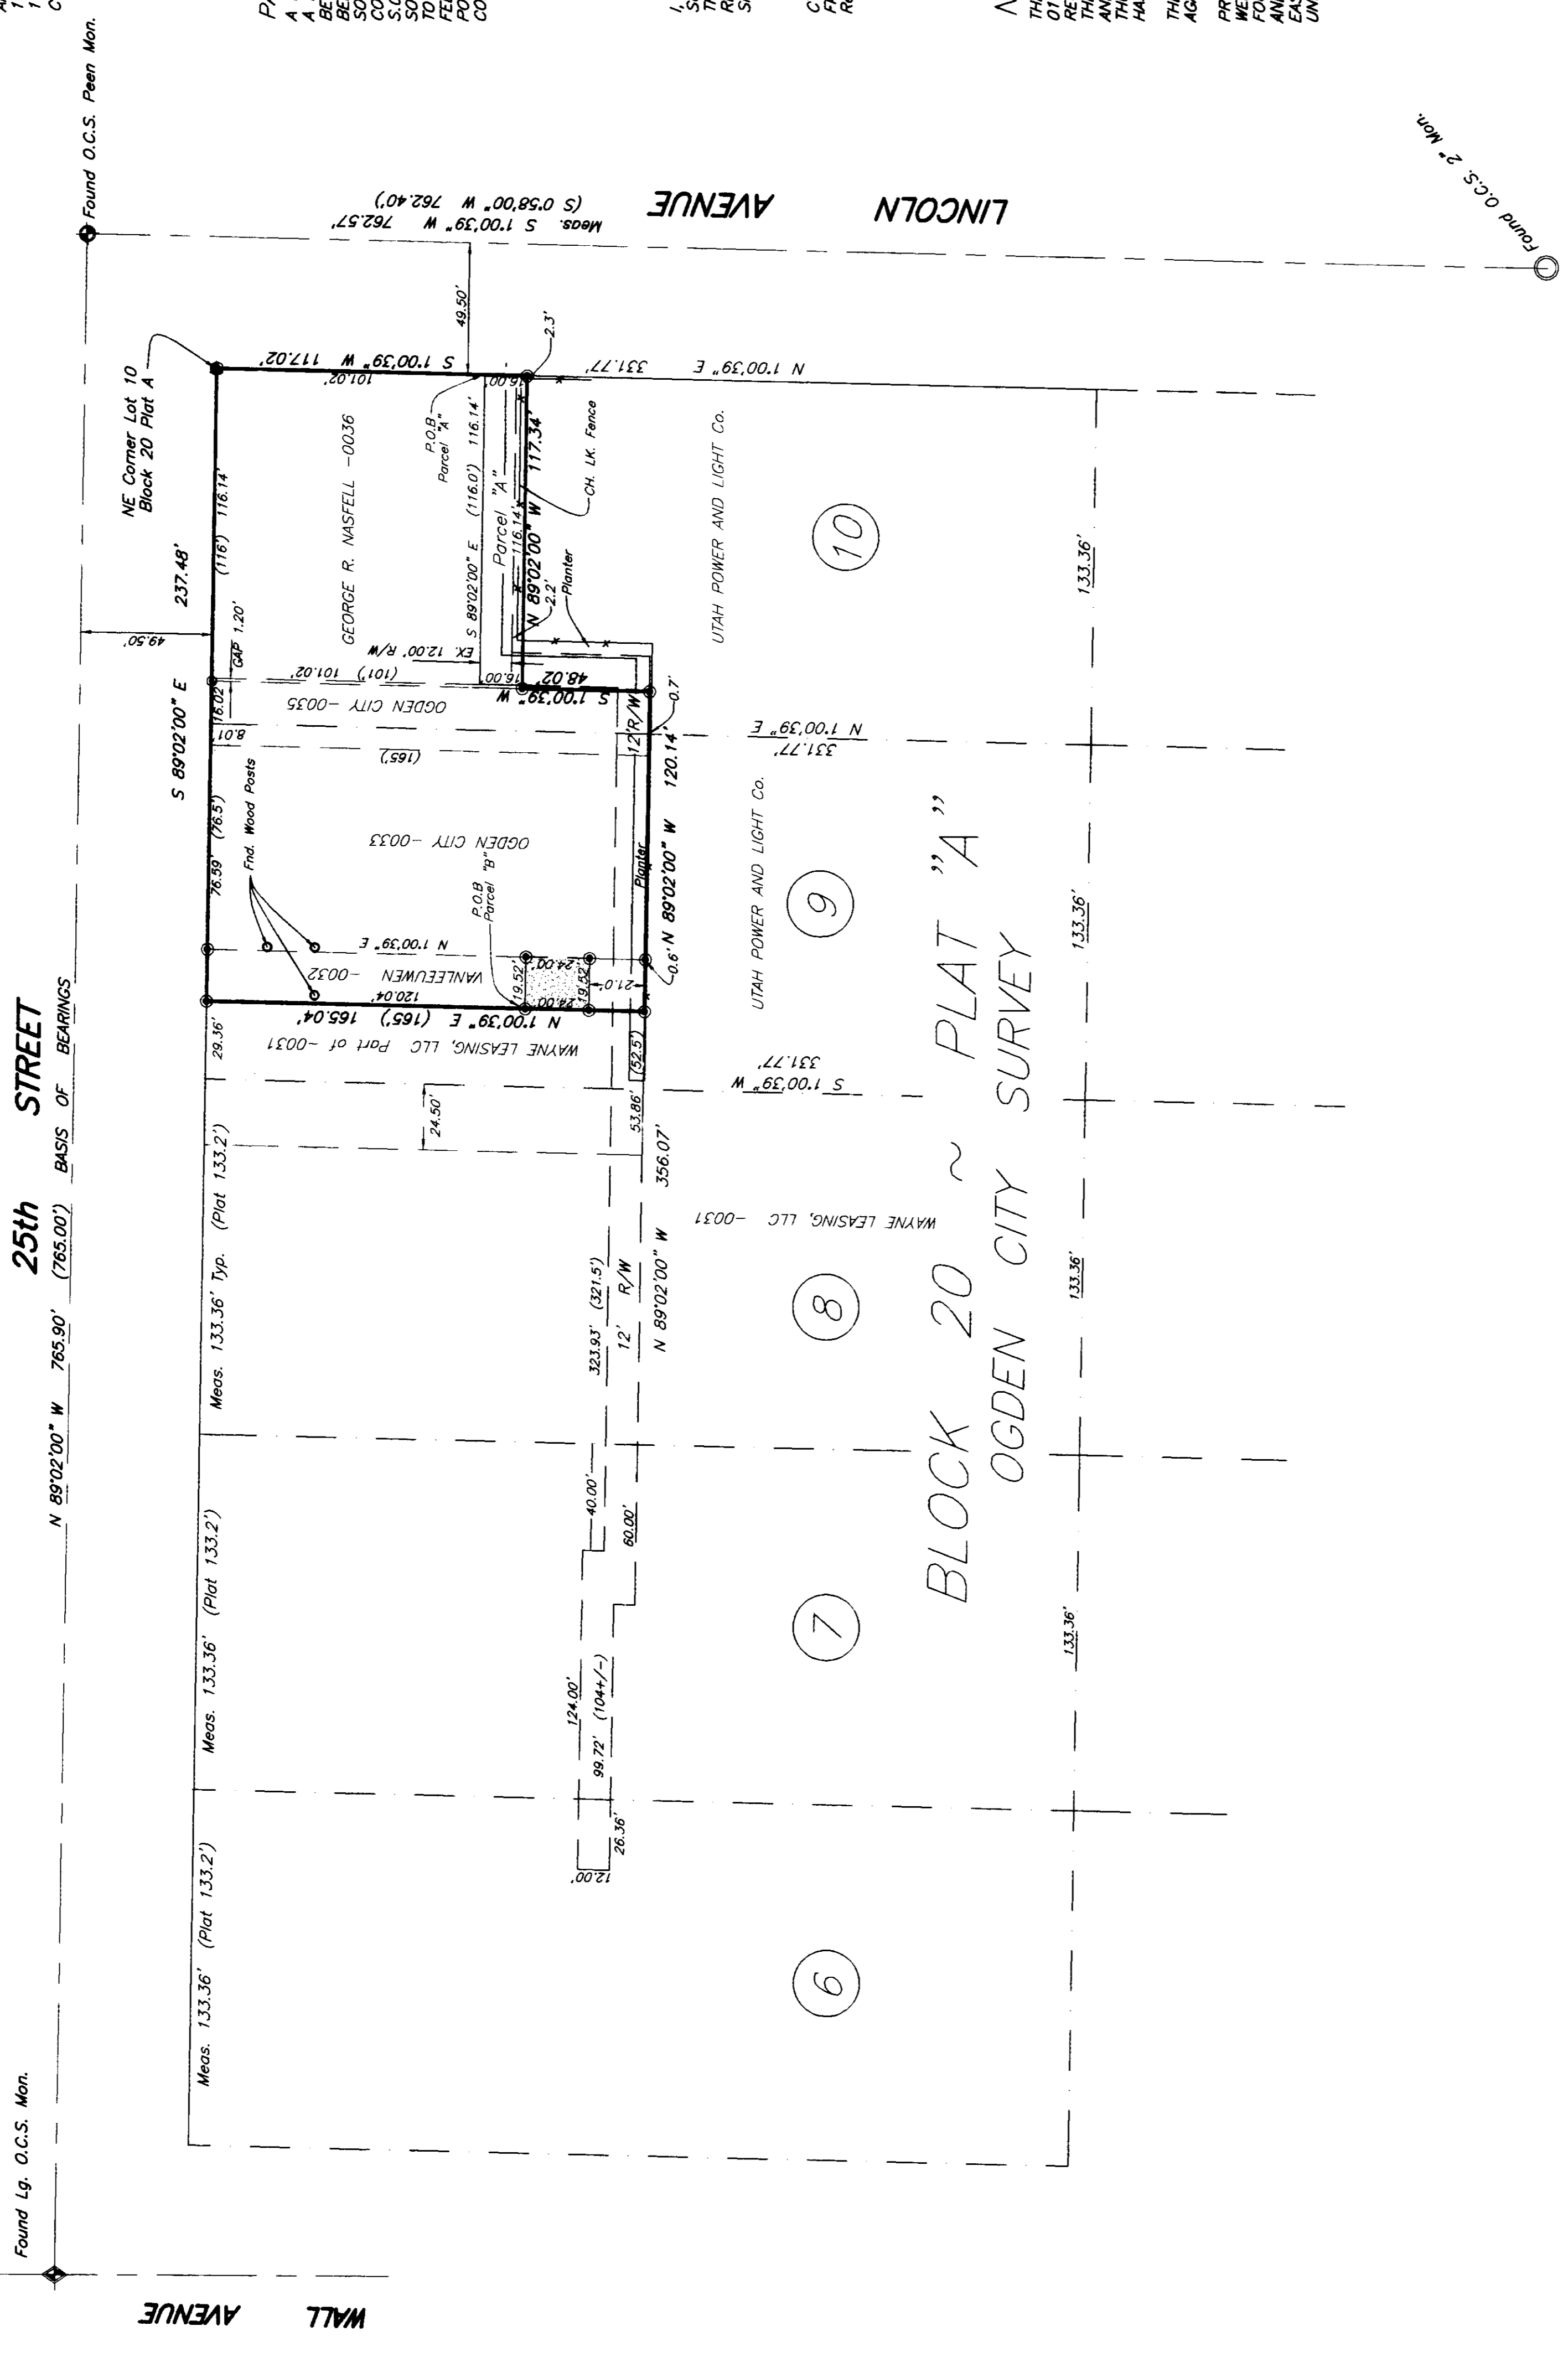 25th STREET
N 89°02'00" W 765.90' (765.00') BASIS OF BEARINGS
Found Lg. O.C.S. Mon.
Found O.C.S. Peen Mon.
WALL AVENUE
LINCOLN AVENUE
Meas. S 1°00'39" W 762.57'
(S 0°58'00" W 762.40')
Found O.C.S. 2" Mon.
NE Corner Lot 10
Block 20 Plat A
49.50'
49.50'
S 89°02'00" E 237.48'
Meas. 133.36' (Plat 133.2')
Meas. 133.36' (Plat 133.2')
Meas. 133.36' Typ. (Plat 133.2')
29.36'
76.59' (76.5')
8.01'
16.02'
GAP 1.20'
(116') 116.14'
Fnd. Wood Posts
(165')
OGDEN CITY -0035
(101') 101.02'
GEORGE R. NASFELL -0036
EX. 12.00' R/W
S 89°02'00" E (116.0') 116.14'
P.O.B
Parcel "A"
Parcel "A"
116.14'
16.00'
16.00'
101.02'
S 1°00'39" W 117.02'
2.3'
N 89°02'00" W 117.34'
2.2'
CH. LK. Fence
Planter
S 1°00'39" W
48.02'
N 1°00'39" E 331.77'
OGDEN CITY -0033
P.O.B
Parcel "B"
N 1°00'39" E
VANLEEUWEN -0032
120.04'
N 1°00'39" E (165') 165.04'
WAYNE LEASING, LLC Part of -0031
19.52'
24.00'
24.00'
19.52'
21.0'
Planter
12' R/W
0.7'
0.6'
N 89°02'00" W 120.14'
(52.5')
53.86'
24.50'
N 1°00'39" E
331.77'
S 1°00'39" W
331.77'
UTAH POWER AND LIGHT Co.
UTAH POWER AND LIGHT Co.
WAYNE LEASING, LLC -0031
323.93' (321.5')
12' R/W
N 89°02'00" W 356.07'
40.00'
60.00'
124.00'
99.72' (104+/-)
26.36'
12.00'
6
7
8
9
10
BLOCK 20 ~ PLAT "A"
OGDEN CITY SURVEY
133.36'
133.36'
133.36'
133.36'